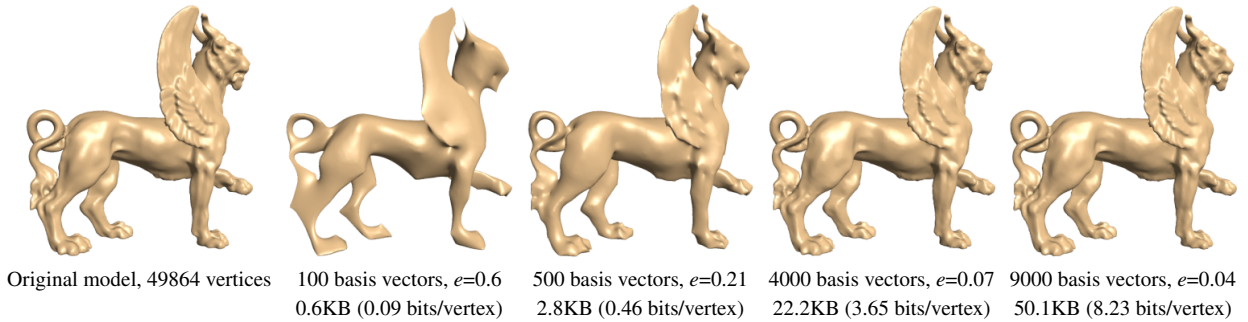 Original model, 49864 vertices
100 basis vectors, e=0.6
0.6KB (0.09 bits/vertex)
500 basis vectors, e=0.21
2.8KB (0.46 bits/vertex)
4000 basis vectors, e=0.07
22.2KB (3.65 bits/vertex)
9000 basis vectors, e=0.04
50.1KB (8.23 bits/vertex)